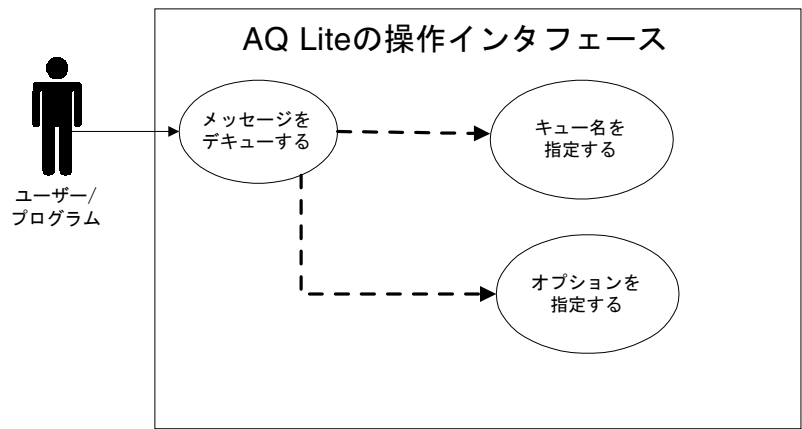 AQ Liteの操作インタフェース
メッセージを
デキューする
キュー名を
指定する
ユーザー/
プログラム
オプションを
指定する